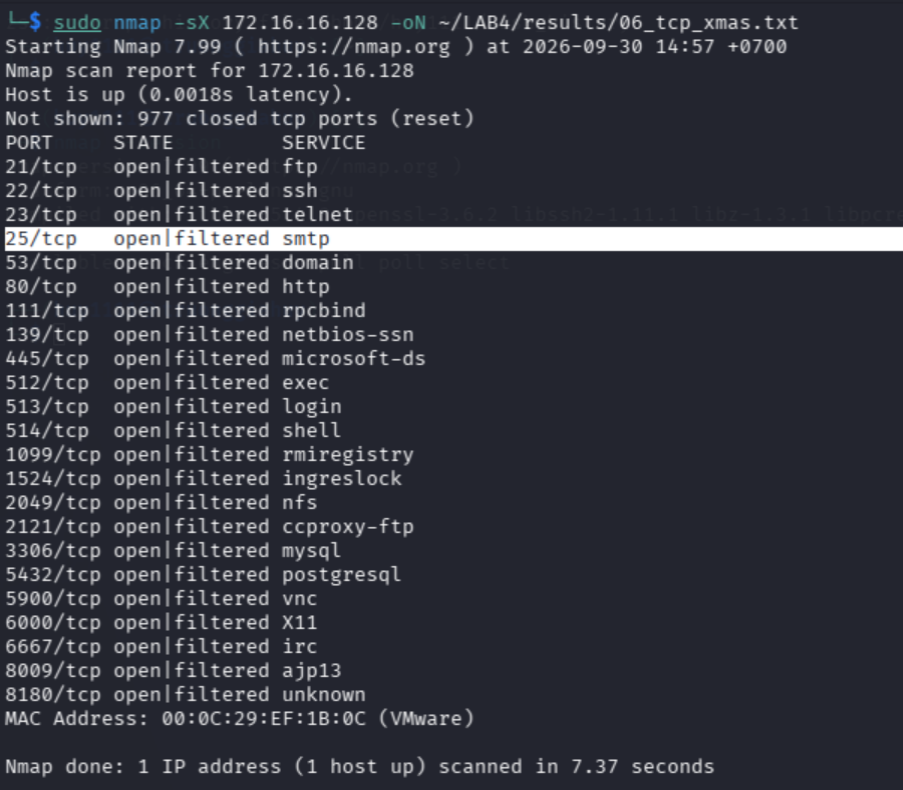 └─$ sudo nmap -sX 172.16.16.128 -oN ~/LAB4/results/06_tcp_xmas.txt
Starting Nmap 7.99 ( https://nmap.org ) at 2026-09-30 14:57 +0700
Nmap scan report for 172.16.16.128
Host is up (0.0018s latency).
Not shown: 977 closed tcp ports (reset)
PORT     STATE         SERVICE
21/tcp   open|filtered ftp
22/tcp   open|filtered ssh
23/tcp   open|filtered telnet
25/tcp   open|filtered smtp
53/tcp   open|filtered domain
80/tcp   open|filtered http
111/tcp  open|filtered rpcbind
139/tcp  open|filtered netbios-ssn
445/tcp  open|filtered microsoft-ds
512/tcp  open|filtered exec
513/tcp  open|filtered login
514/tcp  open|filtered shell
1099/tcp open|filtered rmiregistry
1524/tcp open|filtered ingreslock
2049/tcp open|filtered nfs
2121/tcp open|filtered ccproxy-ftp
3306/tcp open|filtered mysql
5432/tcp open|filtered postgresql
5900/tcp open|filtered vnc
6000/tcp open|filtered X11
6667/tcp open|filtered irc
8009/tcp open|filtered ajp13
8180/tcp open|filtered unknown
MAC Address: 00:0C:29:EF:1B:0C (VMware)
Nmap done: 1 IP address (1 host up) scanned in 7.37 seconds